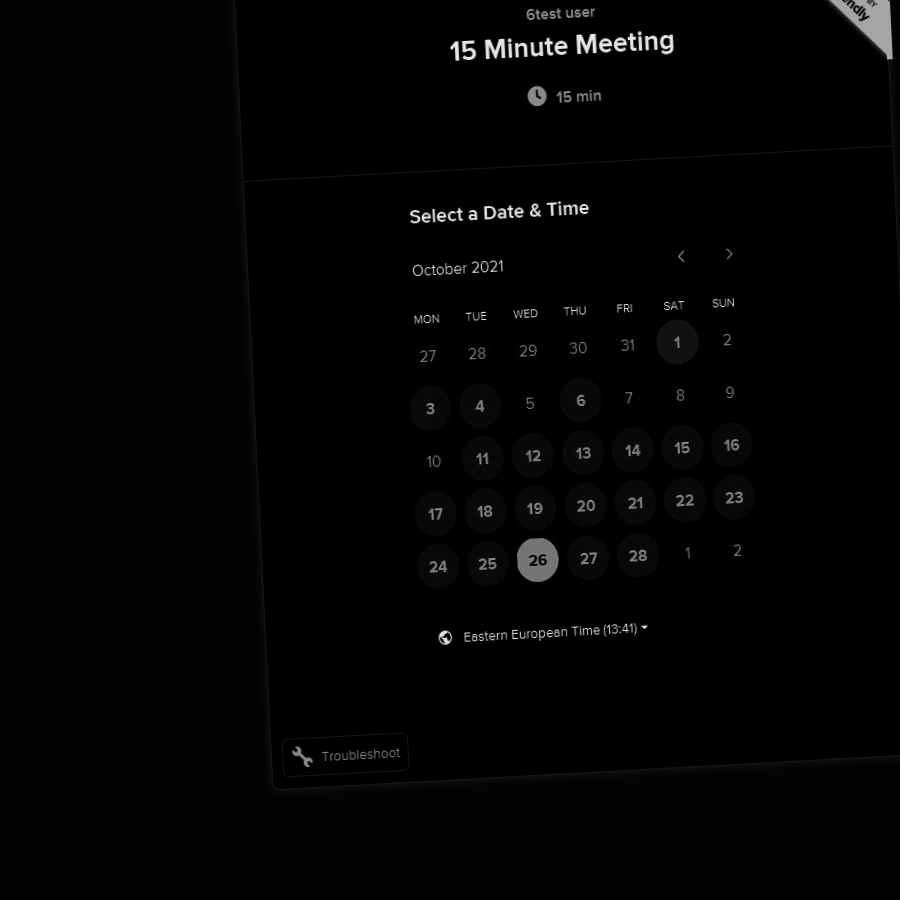 6test user
15 Minute Meeting
15 min
Select a Date & Time
October 2021
MON TUE WED THU FRI SAT SUN
27 28 29 30 31 1 2
3 4 5 6 7 8 9
10 11 12 13 14 15 16
17 18 19 20 21 22 23
24 25 26 27 28 1 2
Eastern European Time (13:41)
Troubleshoot